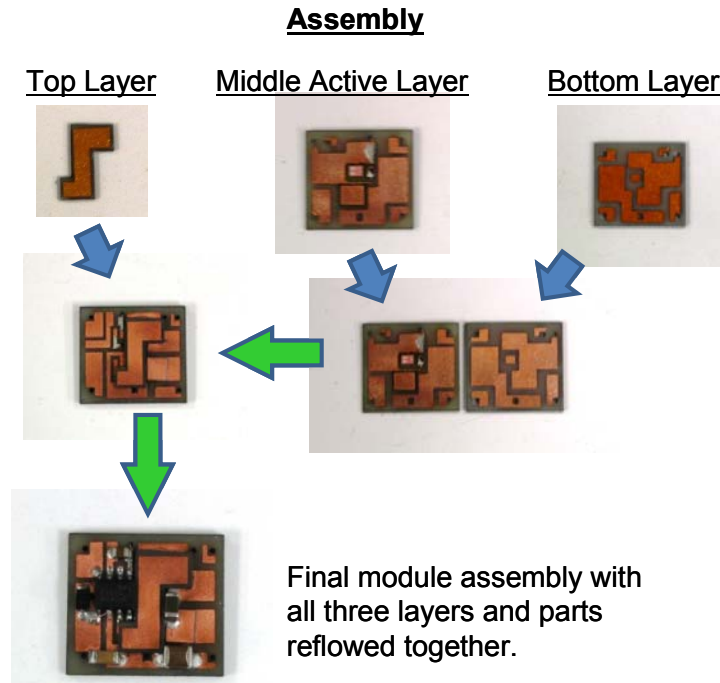 Assembly
Top Layer
Middle Active Layer
Bottom Layer
Final module assembly with
all three layers and parts
reflowed together.